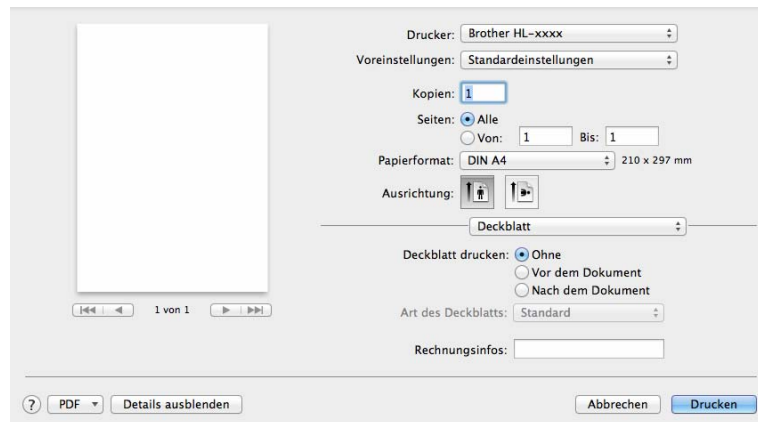 Drucker: Brother HL-xxxx
Voreinstellungen: Standardeinstellungen
Kopien: 1
Seiten: Alle
Von: 1 Bis: 1
Papierformat: DIN A4 210 x 297 mm
Ausrichtung:
Deckblatt
Deckblatt drucken: Ohne
Vor dem Dokument
Nach dem Dokument
Art des Deckblatts: Standard
Rechnungsinfos:
1 von 1
? PDF Details ausblenden Abbrechen Drucken